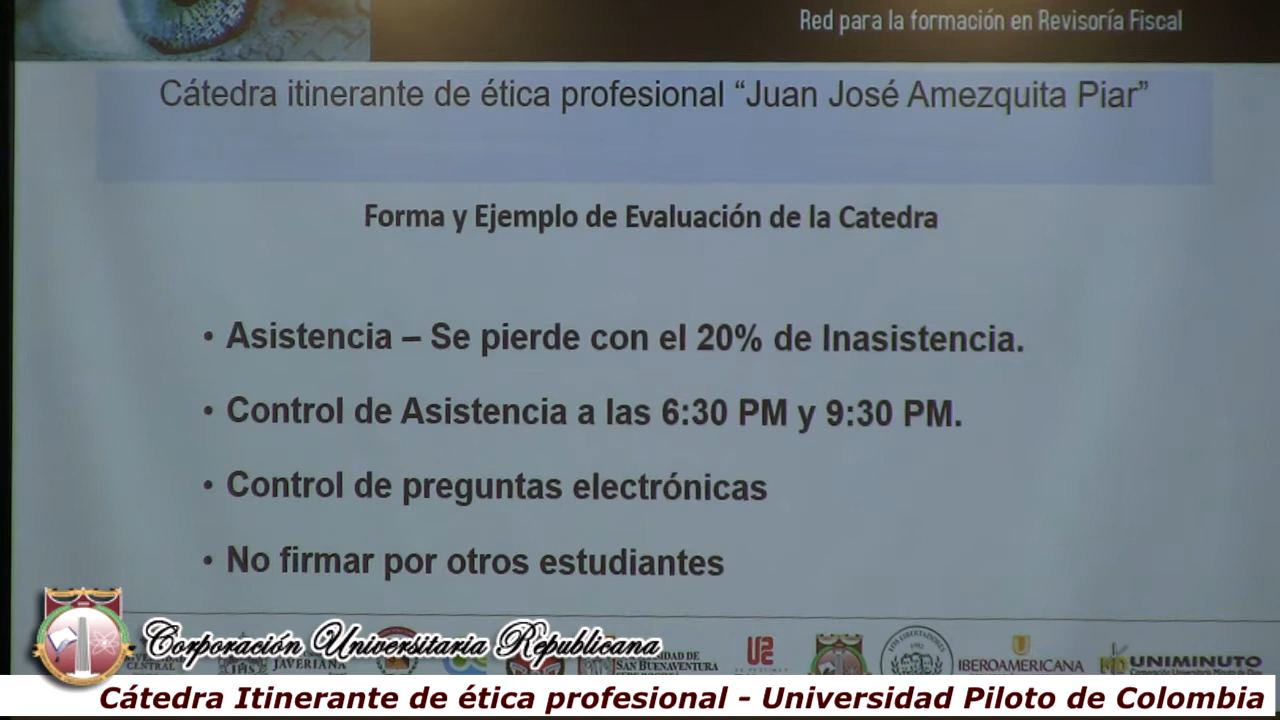 Red para la formación en Revisoría Fiscal
Cátedra itinerante de ética profesional “Juan José Amezquita Piar”
Forma y Ejemplo de Evaluación de la Catedra
• Asistencia – Se pierde con el 20% de Inasistencia.
• Control de Asistencia a las 6:30 PM y 9:30 PM.
• Control de preguntas electrónicas
• No firmar por otros estudiantes
Corporación Universitaria Republicana
CENTRAL
JAVERIANA
SAN BUENAVENTURA
IBEROAMERICANA
UNIMINUTO
Cátedra Itinerante de ética profesional - Universidad Piloto de Colombia